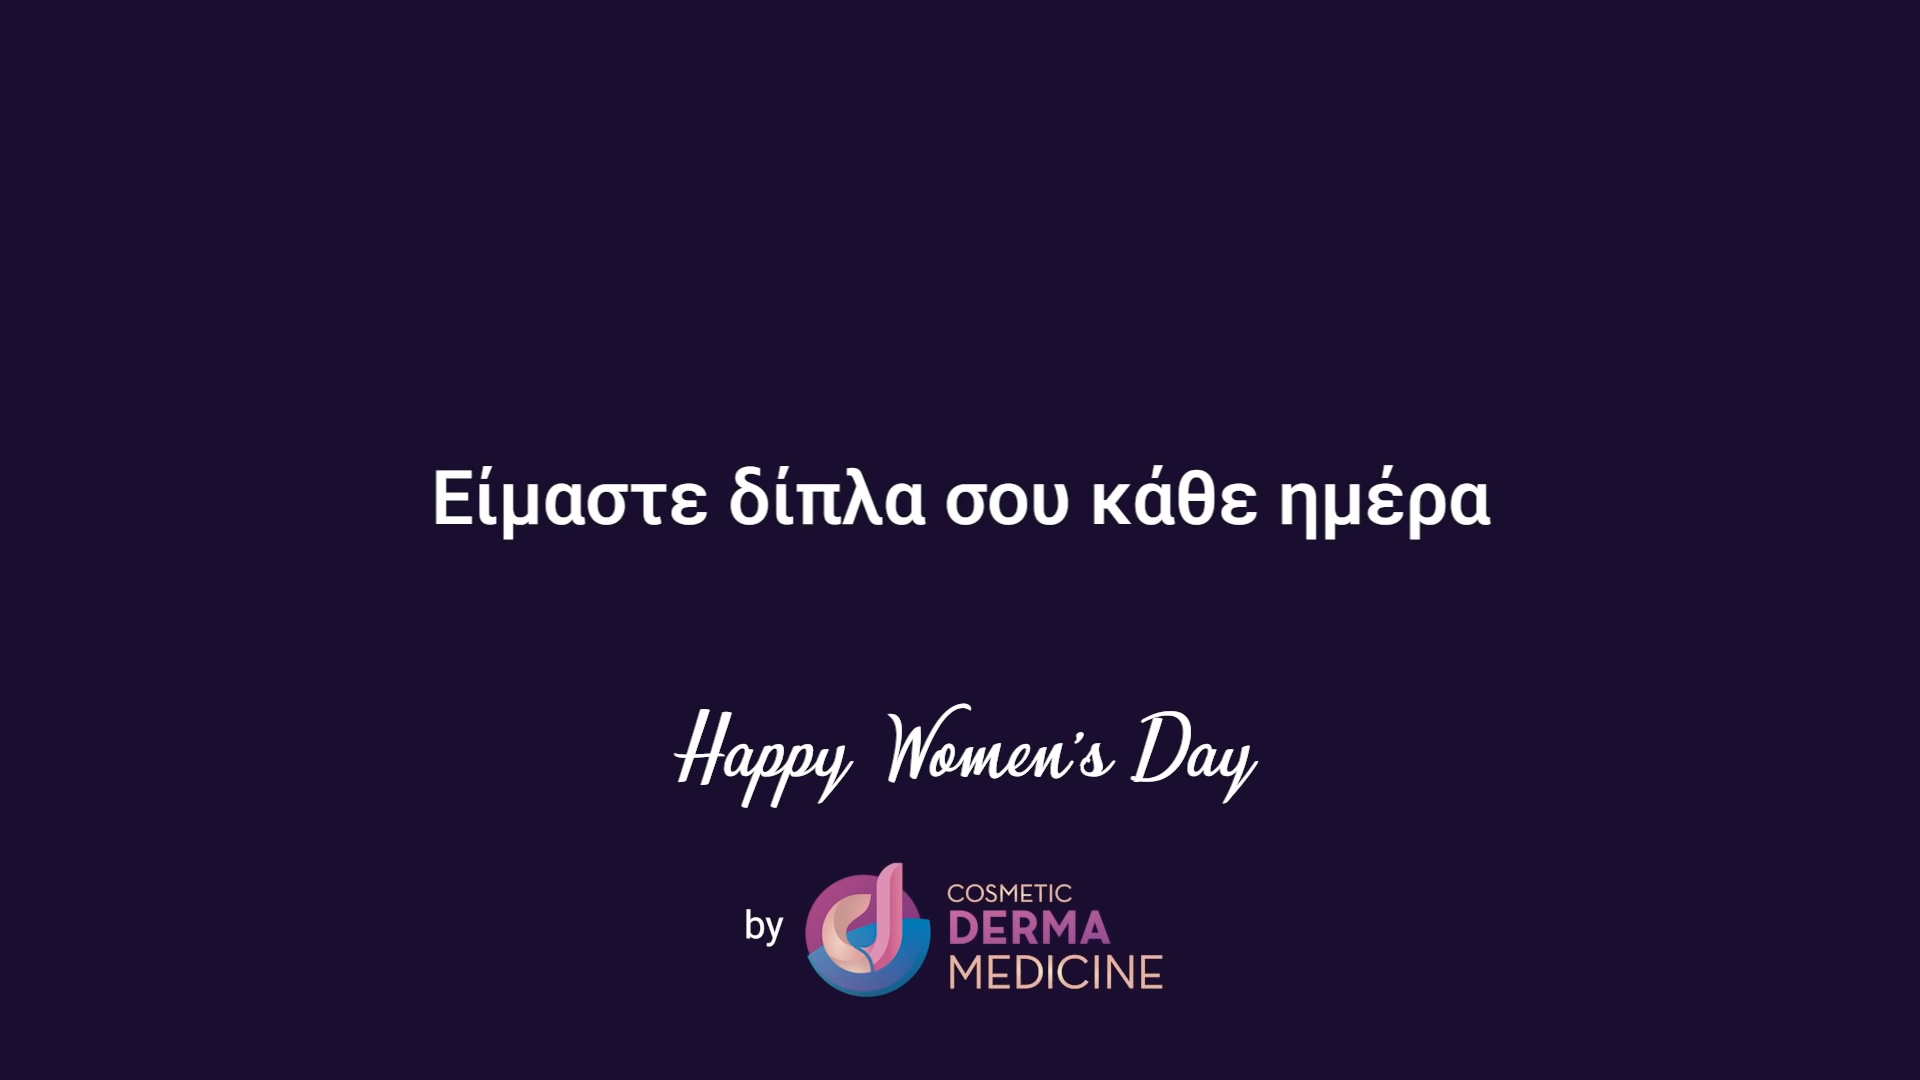 Είμαστε δίπλα σου κάθε ημέρα
Happy Women's Day
by
COSMETIC
DERMA
MEDICINE